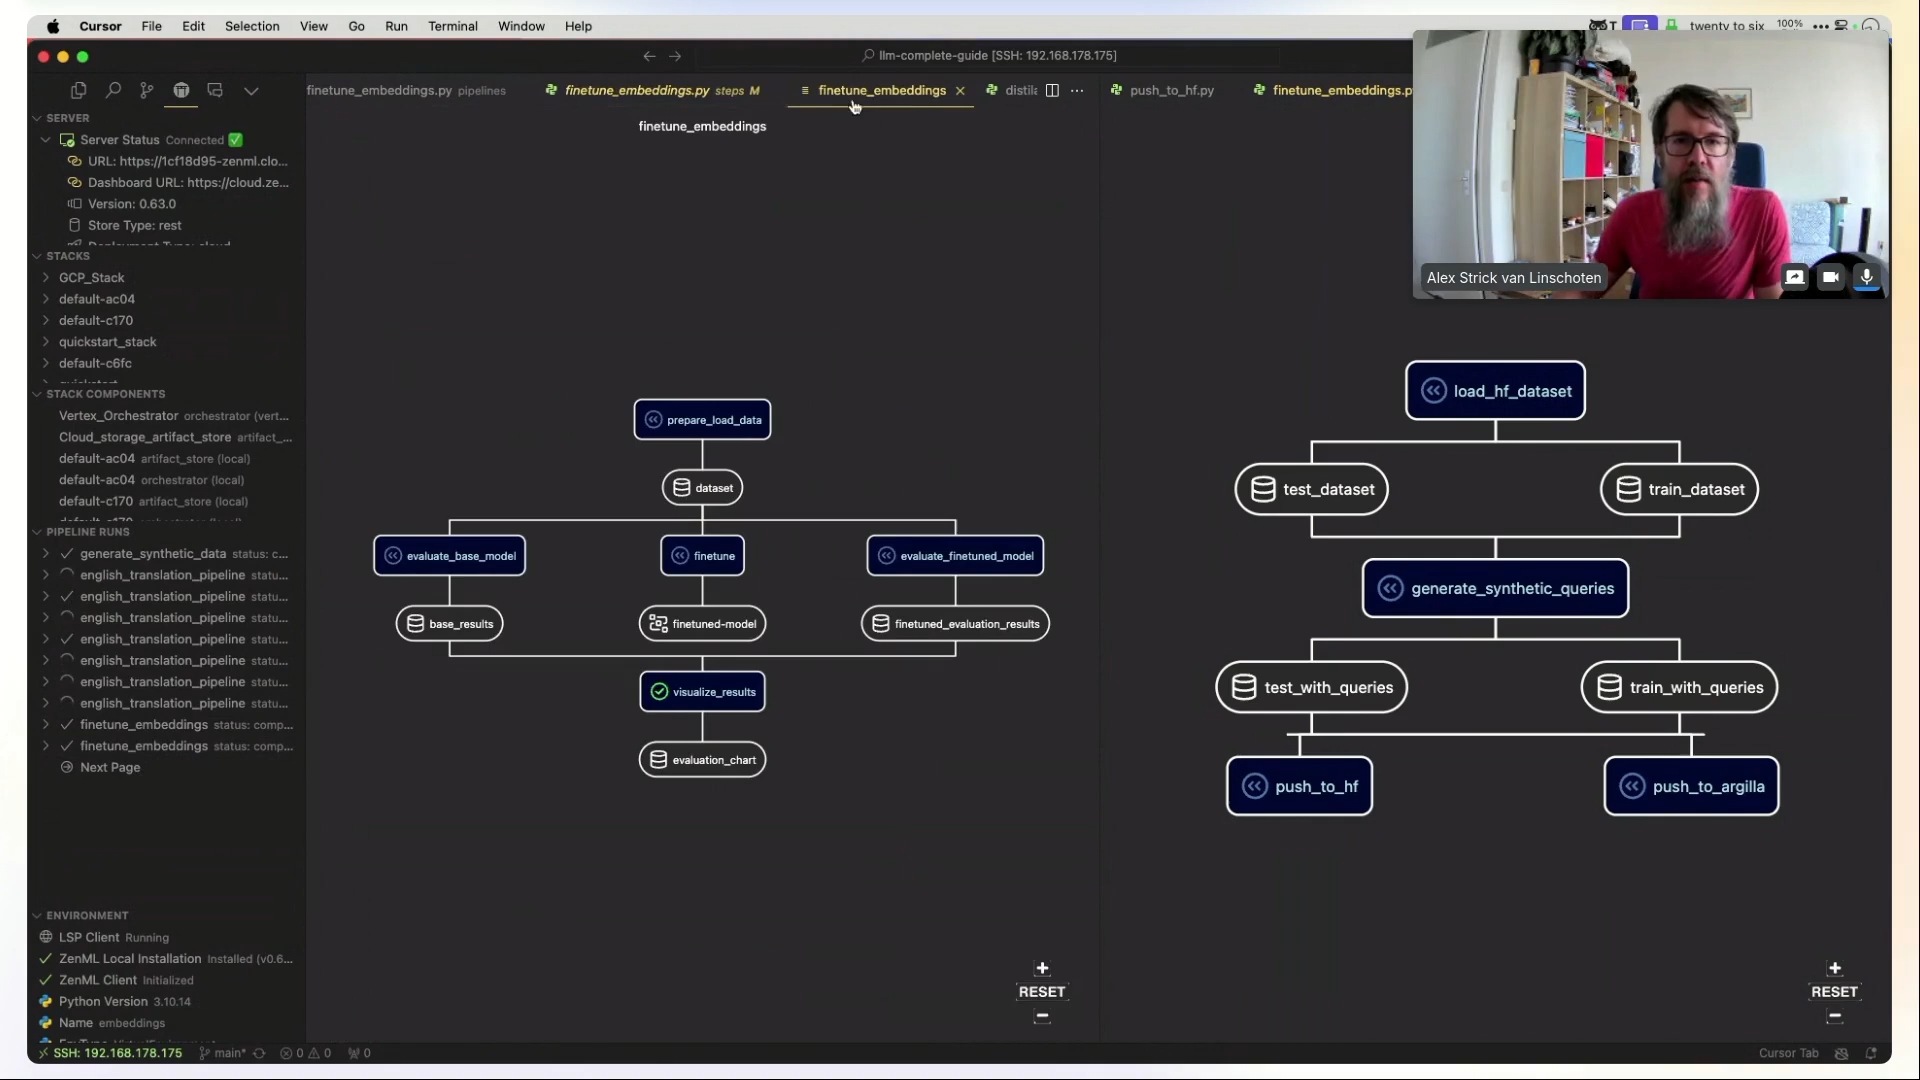 Cursor File Edit Selection View Go Run Terminal Window Help
T twenty to six 100%
llm-complete-guide [SSH: 192.168.178.175]
finetune_embeddings.py pipelines
finetune_embeddings.py steps M
finetune_embeddings
push_to_hf.py
finetune_embeddings
SERVER
Server Status Connected
URL: https://1cf18d95-zenml.clo...
Dashboard URL: https://cloud.ze...
Version: 0.63.0
Store Type: rest
STACKS
GCP_Stack
default-ac04
default-c170
quickstart_stack
default-c6fc
STACK COMPONENTS
Vertex_Orchestrator orchestrator (vert...
Cloud_storage_artifact_store artifact_...
default-ac04 artifact_store (local)
default-ac04 orchestrator (local)
default-c170 artifact_store (local)
PIPELINE RUNS
generate_synthetic_data status: c...
english_translation_pipeline statu...
english_translation_pipeline statu...
english_translation_pipeline statu...
english_translation_pipeline statu...
english_translation_pipeline statu...
english_translation_pipeline statu...
english_translation_pipeline statu...
finetune_embeddings status: comp...
finetune_embeddings status: comp...
Next Page
ENVIRONMENT
LSP Client Running
ZenML Local Installation Installed (v0.6...
ZenML Client Initialized
Python Version 3.10.14
Name embeddings
prepare_load_data
dataset
evaluate_base_model
finetune
evaluate_finetuned_model
base_results
finetuned-model
finetuned_evaluation_results
visualize_results
evaluation_chart
+
RESET
−
Alex Strick van Linschoten
load_hf_dataset
test_dataset
train_dataset
generate_synthetic_queries
test_with_queries
train_with_queries
push_to_hf
push_to_argilla
+
RESET
−
SSH: 192.168.178.175 main* 0 0 0
Cursor Tab